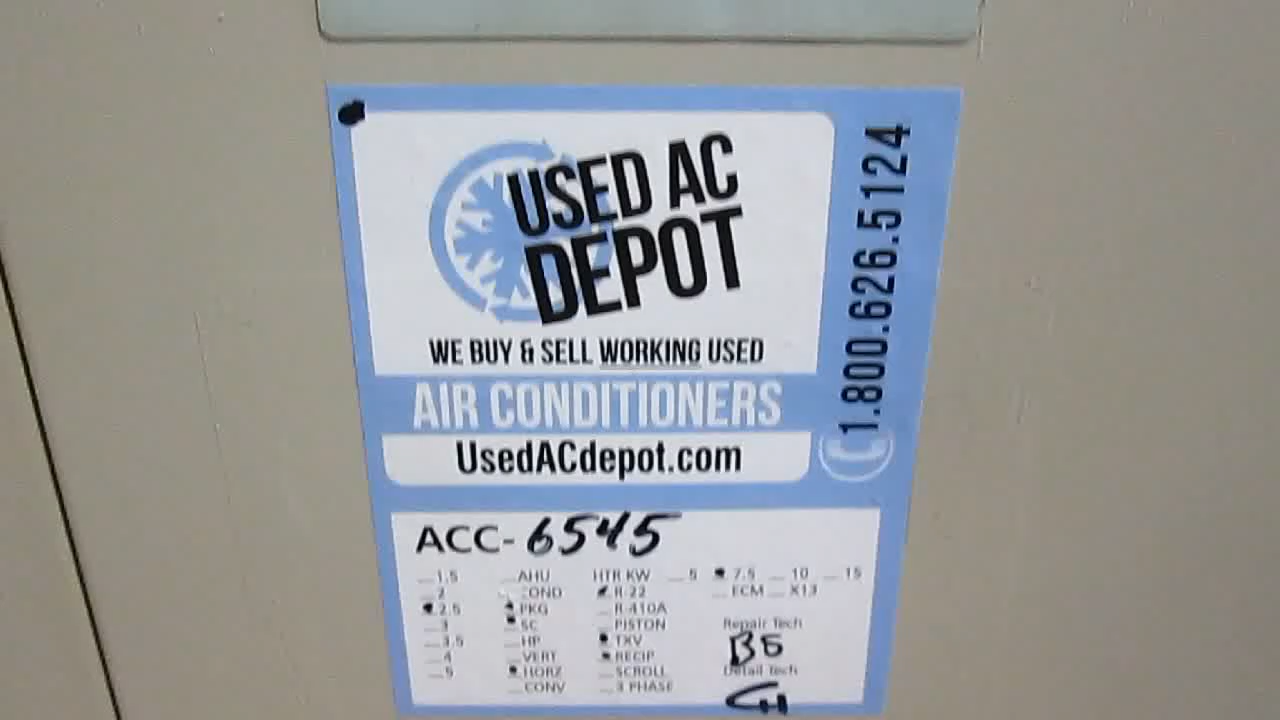 USED AC
DEPOT
WE BUY & SELL WORKING USED
AIR CONDITIONERS
UsedACdepot.com
1.800.626.5124
ACC-6545
1.5 AHU HTR KW 5 7.5 10 15
2 COND R-22 ECM X13
2.5 PKG R-410A
3 SC PISTON Repair Tech
3.5 HP TXV B5
4 VERT RECIP Detail Tech
5 HORZ SCROLL
CONV 3 PHASE